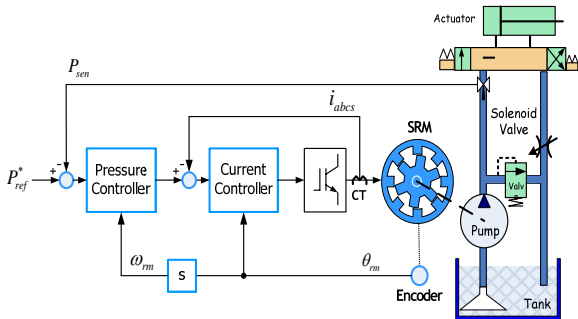 Actuator
P_sen
i_abcs
Solenoid
Valve
SRM
P*_ref
+
-
Pressure
Controller
+
-
Current
Controller
CT
Valv
e
Pump
ω_rm
s
θ_rm
Encoder
Tank